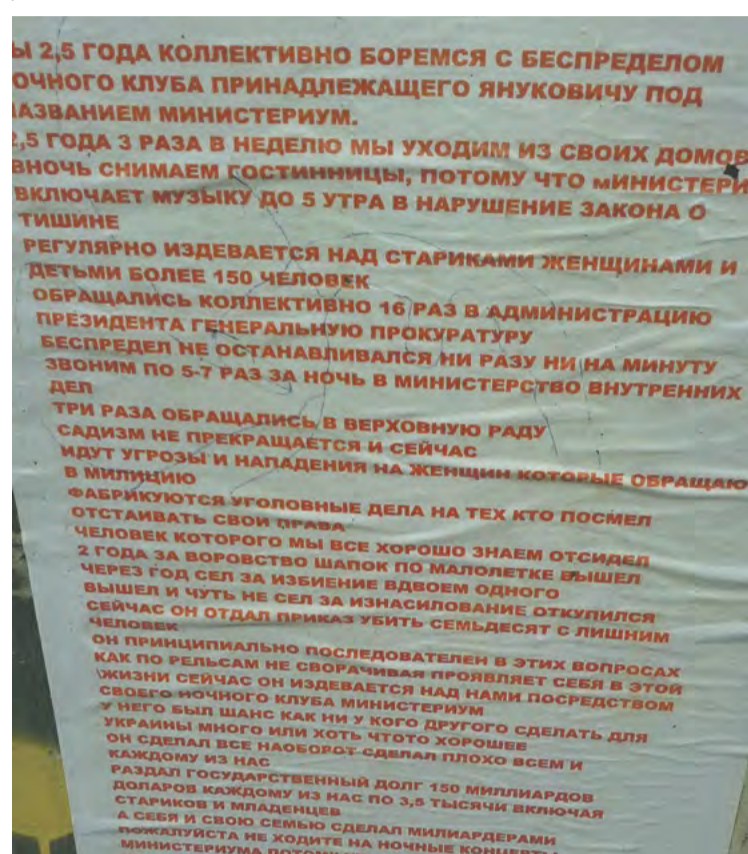 Ы 2,5 ГОДА КОЛЛЕКТИВНО БОРЕМСЯ С БЕСПРЕДЕЛОМ
ОЧНОГО КЛУБА ПРИНАДЛЕЖАЩЕГО ЯНУКОВИЧУ ПОД
АЗВАНИЕМ МИНИСТЕРИУМ.
2,5 ГОДА 3 РАЗА В НЕДЕЛЮ МЫ УХОДИМ ИЗ СВОИХ ДОМОВ
ВНОЧЬ СНИМАЕМ ГОСТИННИЦЫ, ПОТОМУ ЧТО мИНИСТЕРИ
ВКЛЮЧАЕТ МУЗЫКУ ДО 5 УТРА В НАРУШЕНИЕ ЗАКОНА О
ТИШИНЕ
РЕГУЛЯРНО ИЗДЕВАЕТСЯ НАД СТАРИКАМИ ЖЕНЩИНАМИ И
ДЕТЬМИ БОЛЕЕ 150 ЧЕЛОВЕК
ОБРАЩАЛИСЬ КОЛЛЕКТИВНО 16 РАЗ В АДМИНИСТРАЦИЮ
ПРЕЗИДЕНТА ГЕНЕРАЛЬНУЮ ПРОКУРАТУРУ
БЕСПРЕДЕЛ НЕ ОСТАНАВЛИВАЛСЯ НИ РАЗУ НИ НА МИНУТУ
ЗВОНИМ ПО 5-7 РАЗ ЗА НОЧЬ В МИНИСТЕРСТВО ВНУТРЕННИХ
ДЕЛ
ТРИ РАЗА ОБРАЩАЛИСЬ В ВЕРХОВНУЮ РАДУ
САДИЗМ НЕ ПРЕКРАЩАЕТСЯ И СЕЙЧАС
ИДУТ УГРОЗЫ И НАПАДЕНИЯ НА ЖЕНЩИН КОТОРЫЕ ОБРАЩАЮ
В МИЛИЦИЮ
ФАБРИКУЮТСЯ УГОЛОВНЫЕ ДЕЛА НА ТЕХ КТО ПОСМЕЛ
ОТСТАИВАТЬ СВОИ ПРАВА
ЧЕЛОВЕК КОТОРОГО МЫ ВСЕ ХОРОШО ЗНАЕМ ОТСИДЕЛ
2 ГОДА ЗА ВОРОВСТВО ШАПОК ПО МАЛОЛЕТКЕ ВЫШЕЛ
ЧЕРЕЗ ГОД СЕЛ ЗА ИЗБИЕНИЕ ВДВОЕМ ОДНОГО
ВЫШЕЛ И ЧУТЬ НЕ СЕЛ ЗА ИЗНАСИЛОВАНИЕ ОТКУПИЛСЯ
СЕЙЧАС ОН ОТДАЛ ПРИКАЗ УБИТЬ СЕМЬДЕСЯТ С ЛИШНИМ
ЧЕЛОВЕК
ОН ПРИНЦИПИАЛЬНО ПОСЛЕДОВАТЕЛЕН В ЭТИХ ВОПРОСАХ
КАК ПО РЕЛЬСАМ НЕ СВОРАЧИВАЯ ПРОЯВЛЯЕТ СЕБЯ В ЭТОЙ
ЖИЗНИ СЕЙЧАС ОН ИЗДЕВАЕТСЯ НАД НАМИ ПОСРЕДСТВОМ
СВОЕГО НОЧНОГО КЛУБА МИНИСТЕРИУМ
У НЕГО БЫЛ ШАНС КАК НИ У КОГО ДРУГОГО СДЕЛАТЬ ДЛЯ
УКРАИНЫ МНОГО ИЛИ ХОТЬ ЧТОТО ХОРОШЕЕ
ОН СДЕЛАЛ ВСЕ НАОБОРОТ СДЕЛАЛ ПЛОХО ВСЕМ И
КАЖДОМУ ИЗ НАС
РАЗДАЛ ГОСУДАРСТВЕННЫЙ ДОЛГ 150 МИЛЛИАРДОВ
ДОЛАРОВ КАЖДОМУ ИЗ НАС ПО 3,5 ТЫСЯЧИ ВКЛЮЧАЯ
СТАРИКОВ И МЛАДЕНЦЕВ
А СЕБЯ И СВОЮ СЕМЬЮ СДЕЛАЛ МИЛИАРДЕРАМИ
ПОЖАЛУЙСТА НЕ ХОДИТЕ НА НОЧНЫЕ КОНЦЕРТЫ
МИНИСТЕРИУМА